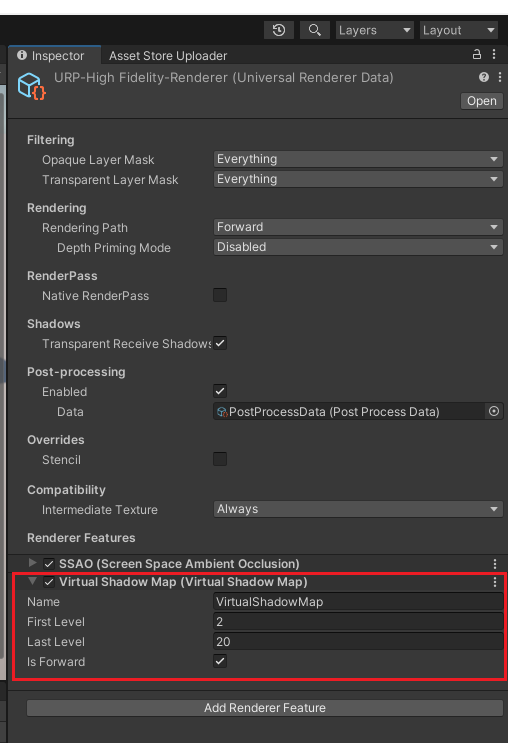 Layers
Layout
Inspector
Asset Store Uploader
URP-High Fidelity-Renderer (Universal Renderer Data)
Open
Filtering
Opaque Layer Mask Everything
Transparent Layer Mask Everything
Rendering
Rendering Path Forward
Depth Priming Mode Disabled
RenderPass
Native RenderPass
Shadows
Transparent Receive Shadows
Post-processing
Enabled
Data PostProcessData (Post Process Data)
Overrides
Stencil
Compatibility
Intermediate Texture Always
Renderer Features
SSAO (Screen Space Ambient Occlusion)
Virtual Shadow Map (Virtual Shadow Map)
Name VirtualShadowMap
First Level 2
Last Level 20
Is Forward
Add Renderer Feature